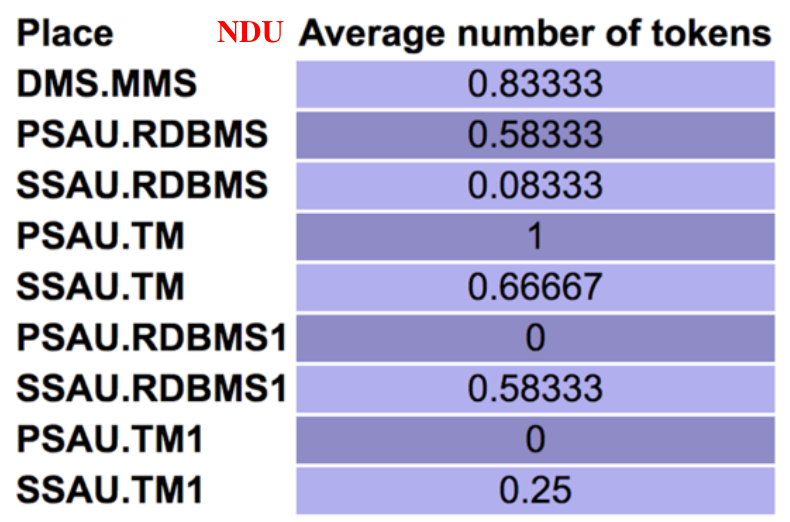 Place NDU Average number of tokens
DMS.MMS 0.83333
PSAU.RDBMS 0.58333
SSAU.RDBMS 0.08333
PSAU.TM 1
SSAU.TM 0.66667
PSAU.RDBMS1 0
SSAU.RDBMS1 0.58333
PSAU.TM1 0
SSAU.TM1 0.25